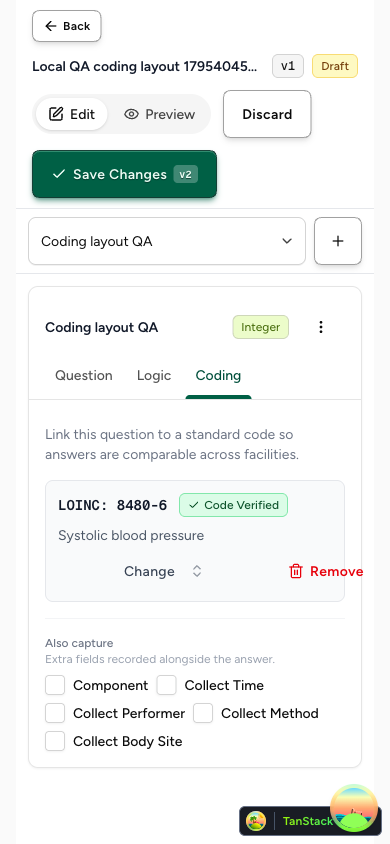 Back
Local QA coding layout 17954045... v1 Draft
Edit Preview Discard
Save Changes v2
Coding layout QA
Coding layout QA Integer
Question Logic Coding
Link this question to a standard code so
answers are comparable across facilities.
LOINC: 8480-6 Code Verified
Systolic blood pressure
Change Remove
Also capture
Extra fields recorded alongside the answer.
Component Collect Time
Collect Performer Collect Method
Collect Body Site
TanStack